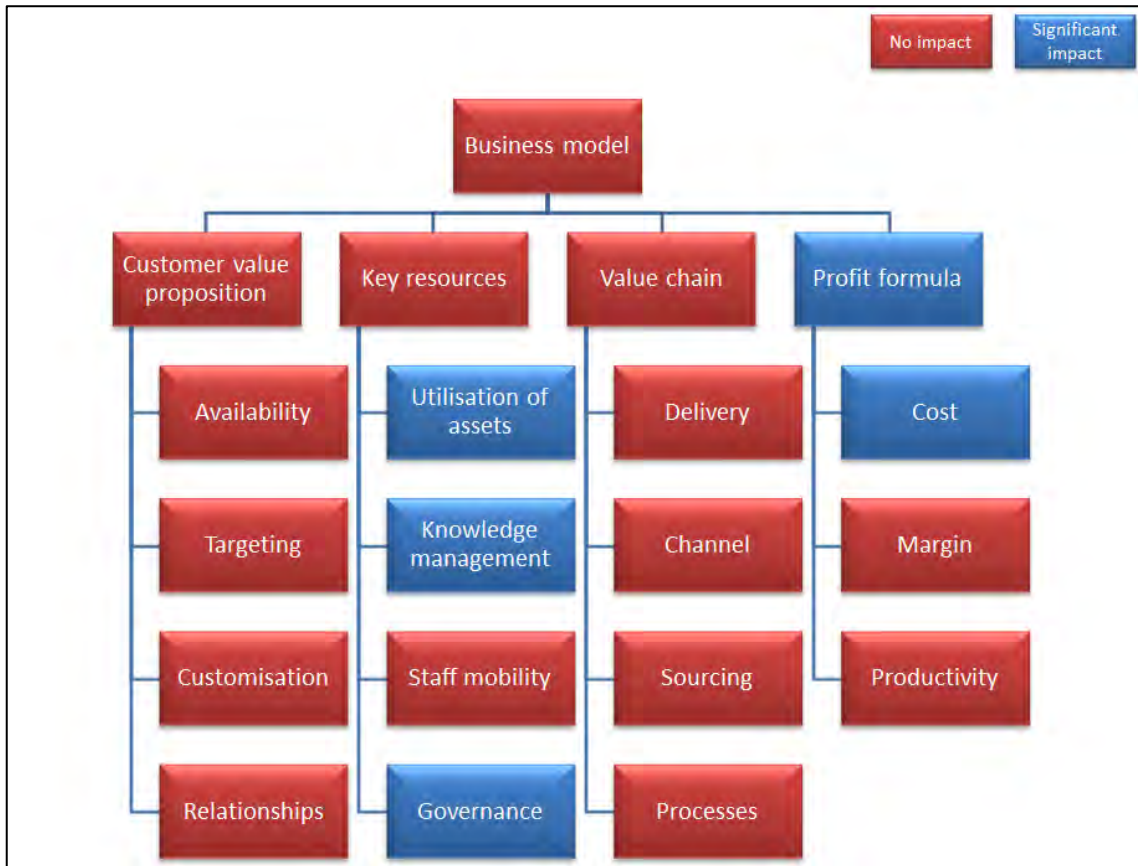 No impact
Significant
impact
Business model
Customer value
proposition
Key resources
Value chain
Profit formula
Availability
Utilisation of
assets
Delivery
Cost
Targeting
Knowledge
management
Channel
Margin
Customisation
Staff mobility
Sourcing
Productivity
Relationships
Governance
Processes